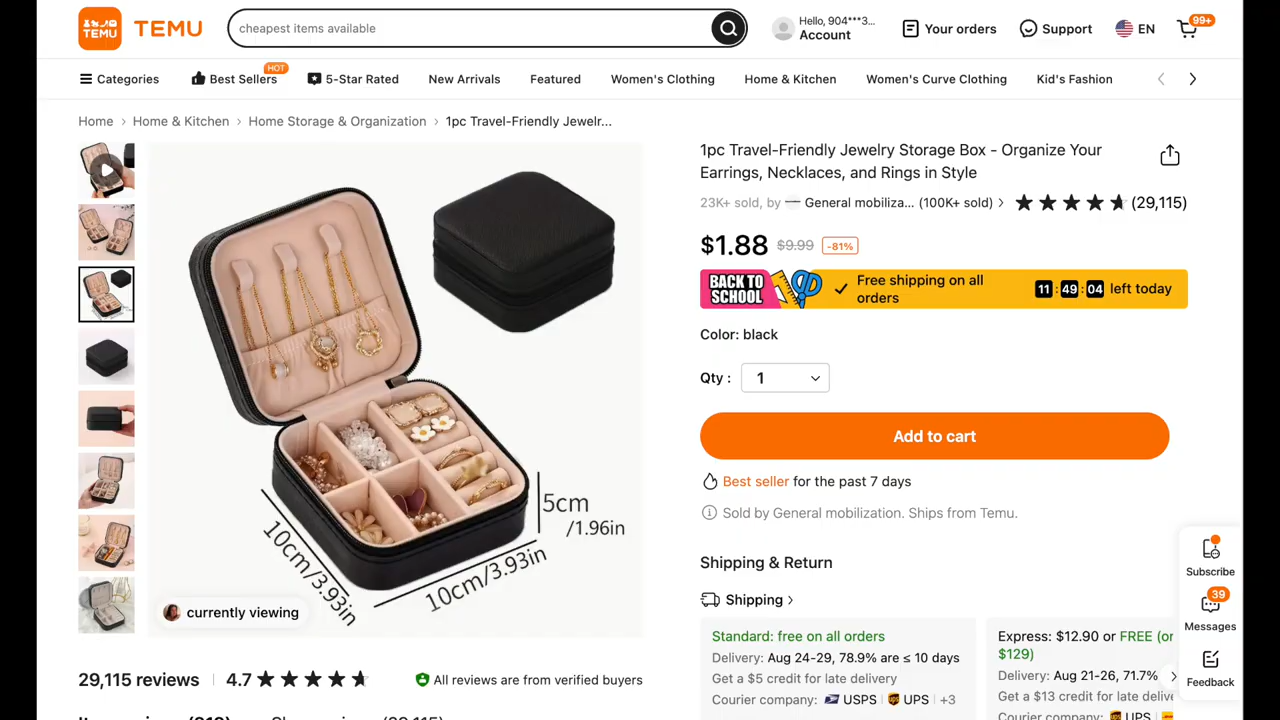 TEMU
TEMU
cheapest items available
Hello, 904***3...
Account
Your orders
Support
EN
99+
Categories
Best Sellers
HOT
5-Star Rated
New Arrivals
Featured
Women's Clothing
Home & Kitchen
Women's Curve Clothing
Kid's Fashion
Home › Home & Kitchen › Home Storage & Organization › 1pc Travel-Friendly Jewelr...
5cm
/1.96in
10cm/3.93in
10cm/3.93in
currently viewing
29,115 reviews
4.7
All reviews are from verified buyers
1pc Travel-Friendly Jewelry Storage Box - Organize Your
Earrings, Necklaces, and Rings in Style
23K+ sold, by General mobiliza... (100K+ sold) › (29,115)
$1.88 $9.99 -81%
BACK TO
SCHOOL
Free shipping on all
orders
11 : 49 : 04 left today
Color: black
Qty : 1
Add to cart
Best seller for the past 7 days
Sold by General mobilization. Ships from Temu.
Shipping & Return
Shipping ›
Standard: free on all orders
Delivery: Aug 24-29, 78.9% are ≤ 10 days
Get a $5 credit for late delivery
Courier company: USPS UPS +3
Express: $12.90 or FREE (or
$129)
Delivery: Aug 21-26, 71.7%
Get a $13 credit for late delive
Courier company: UPS
Subscribe
39
Messages
Feedback